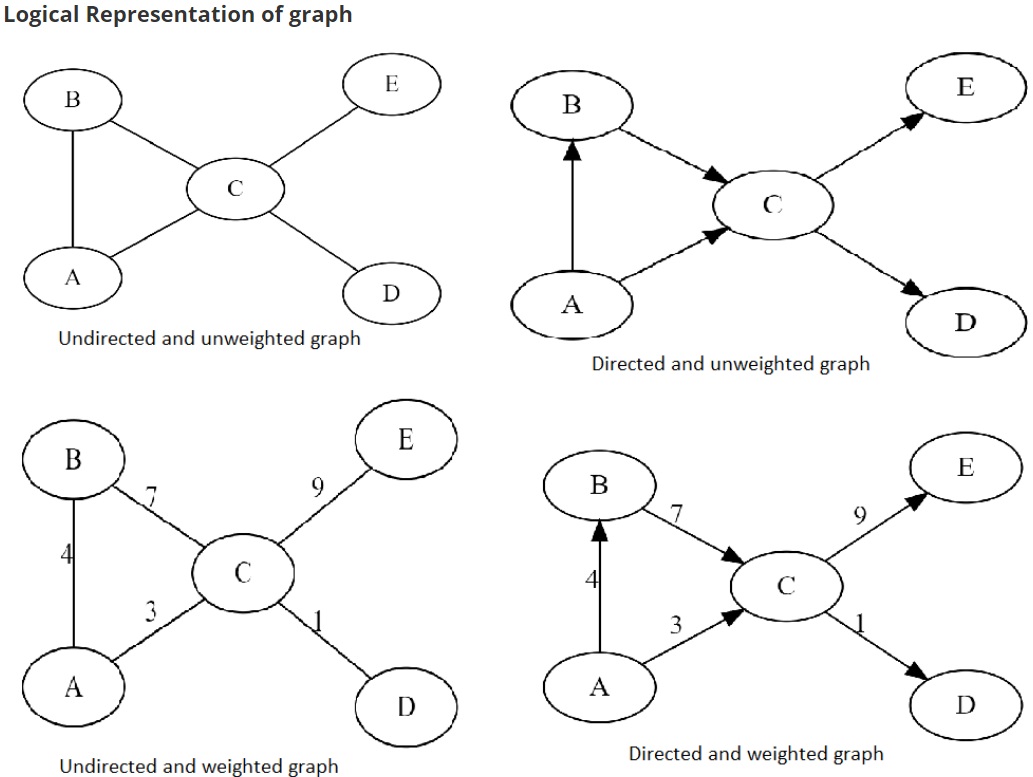 Logical Representation of graph
B
E
C
A
D
Undirected and unweighted graph
B
E
C
A
D
Directed and unweighted graph
B
E
7
9
4
C
3
1
A
D
Undirected and weighted graph
B
E
7
9
4
C
3
1
A
D
Directed and weighted graph